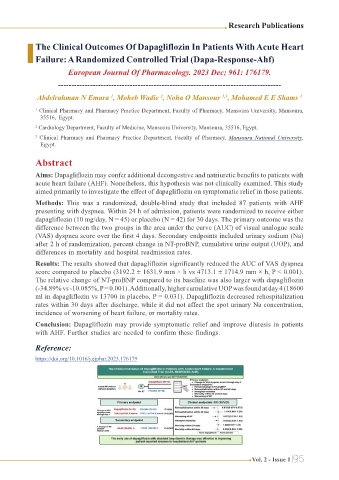 Research Publications
The Clinical Outcomes Of Dapagliflozin In Patients With Acute Heart
Failure: A Randomized Controlled Trial (Dapa-Response-Ahf)
European Journal Of Pharmacology. 2023 Dec; 961: 176179.
Abdelrahman N Emara 1, Moheb Wadie 2, Noha O Mansour 1,3, Mohamed E E Shams 1
1 Clinical Pharmacy and Pharmacy Practice Department, Faculty of Pharmacy, Mansoura University, Mansoura,
35516, Egypt.
2 Cardiology Department, Faculty of Medicine, Mansoura University, Mansoura, 35516, Egypt.
3 Clinical Pharmacy and Pharmacy Practice Department, Faculty of Pharmacy, Mansoura National University,
Egypt.
Abstract
Aims: Dapagliflozin may confer additional decongestive and natriuretic benefits to patients with
acute heart failure (AHF). Nonetheless, this hypothesis was not clinically examined. This study
aimed primarily to investigate the effect of dapagliflozin on symptomatic relief in those patients.
Methods: This was a randomized, double-blind study that included 87 patients with AHF
presenting with dyspnea. Within 24 h of admission, patients were randomized to receive either
dapagliflozin (10 mg/day, N = 45) or placebo (N = 42) for 30 days. The primary outcome was the
difference between the two groups in the area under the curve (AUC) of visual analogue scale
(VAS) dyspnea score over the first 4 days. Secondary endpoints included urinary sodium (Na)
after 2 h of randomization, percent change in NT-proBNP, cumulative urine output (UOP), and
differences in mortality and hospital readmission rates.
Results: The results showed that dapagliflozin significantly reduced the AUC of VAS dyspnea
score compared to placebo (3192.2 ± 1631.9 mm × h vs 4713.1 ± 1714.9 mm × h, P < 0.001).
The relative change of NT-proBNP compared to its baseline was also larger with dapagliflozin
(-34.89% vs -10.085%, P = 0.001). Additionally, higher cumulative UOP was found at day 4 (18600
ml in dapagliflozin vs 13700 in placebo, P = 0.031). Dapagliflozin decreased rehospitalization
rates within 30 days after discharge, while it did not affect the spot urinary Na concentration,
incidence of worsening of heart failure, or mortality rates.
Conclusion: Dapagliflozin may provide symptomatic relief and improve diuresis in patients
with AHF. Further studies are needed to confirm these findings.
Reference:
https://doi.org/10.1016/j.ejphar.2023.176179
Primary endpoint
Secondary endpoint
Vol. 2 - Issue 1 |95